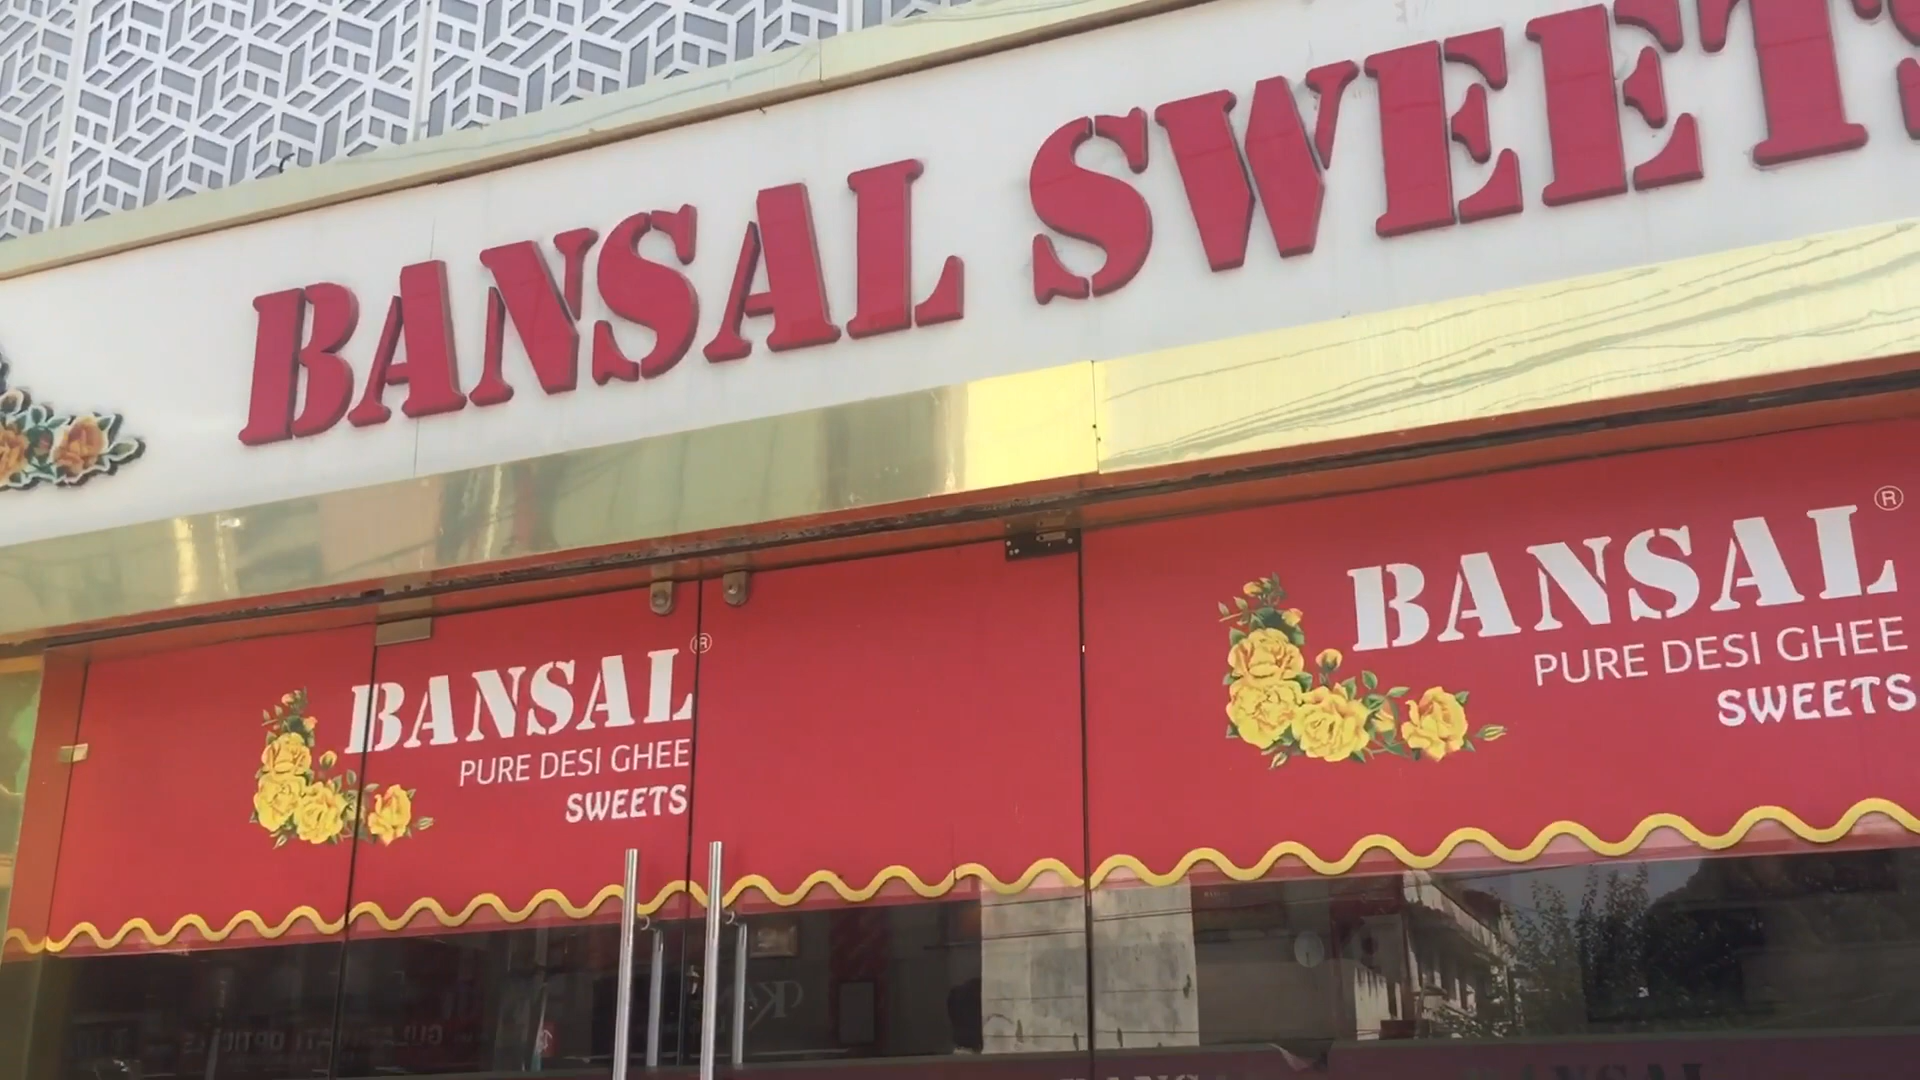 BANSAL SWEETS
BANSAL®
PURE DESI GHEE
SWEETS
BANSAL®
PURE DESI GHEE
SWEETS